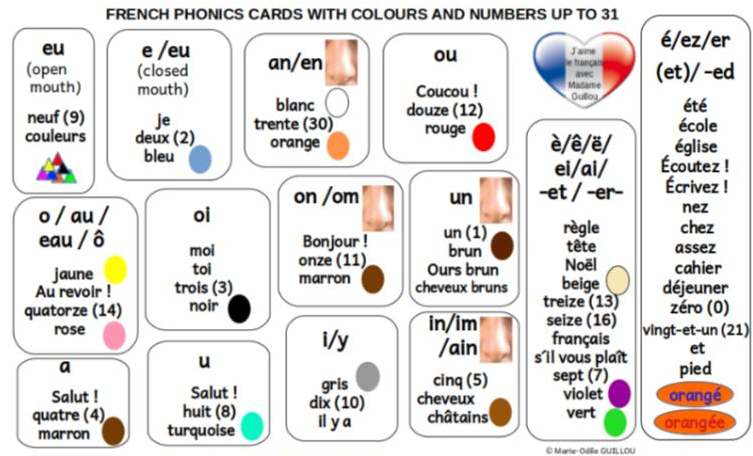 FRENCH PHONICS CARDS WITH COLOURS AND NUMBERS UP TO 31
eu
(open
mouth)
neuf (9)
couleurs
e /eu
(closed
mouth)
je
deux (2)
bleu
an/en
blanc
trente (30)
orange
ou
Coucou !
douze (12)
rouge
J'aime
le français
avec
Madame
Guillou
é/ez/er
(et)/ -ed
été
école
église
Écoutez !
Écrivez !
nez
chez
assez
cahier
déjeuner
zéro (0)
vingt-et-un (21)
et
pied
orangé
orangée
o / au /
eau / ô
jaune
Au revoir !
quatorze (14)
rose
oi
moi
toi
trois (3)
noir
on /om
Bonjour !
onze (11)
marron
un
un (1)
brun
Ours brun
cheveux bruns
è/ê/ë/
ei/ai/
-et / -er-
règle
tête
Noël
beige
treize (13)
seize (16)
français
s'il vous plaît
sept (7)
violet
vert
a
Salut !
quatre (4)
marron
u
Salut !
huit (8)
turquoise
i/y
gris
dix (10)
il y a
in/im
/ain
cinq (5)
cheveux
châtains
© Marie-Odile GUILLOU